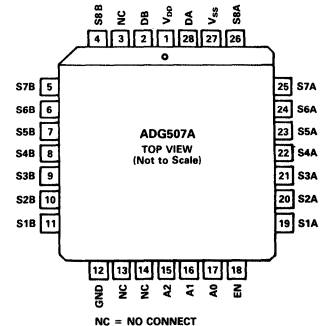 S8B NC DB VDD DA VSS S8A
4 3 2 1 28 27 26
S7B 5 25 S7A
S6B 6 24 S6A
S5B 7 ADG507A 23 S5A
S4B 8 TOP VIEW 22 S4A
(Not to Scale)
S3B 9 21 S3A
S2B 10 20 S2A
S1B 11 19 S1A
12 13 14 15 16 17 18
GND NC NC A2 A1 A0 EN
NC = NO CONNECT